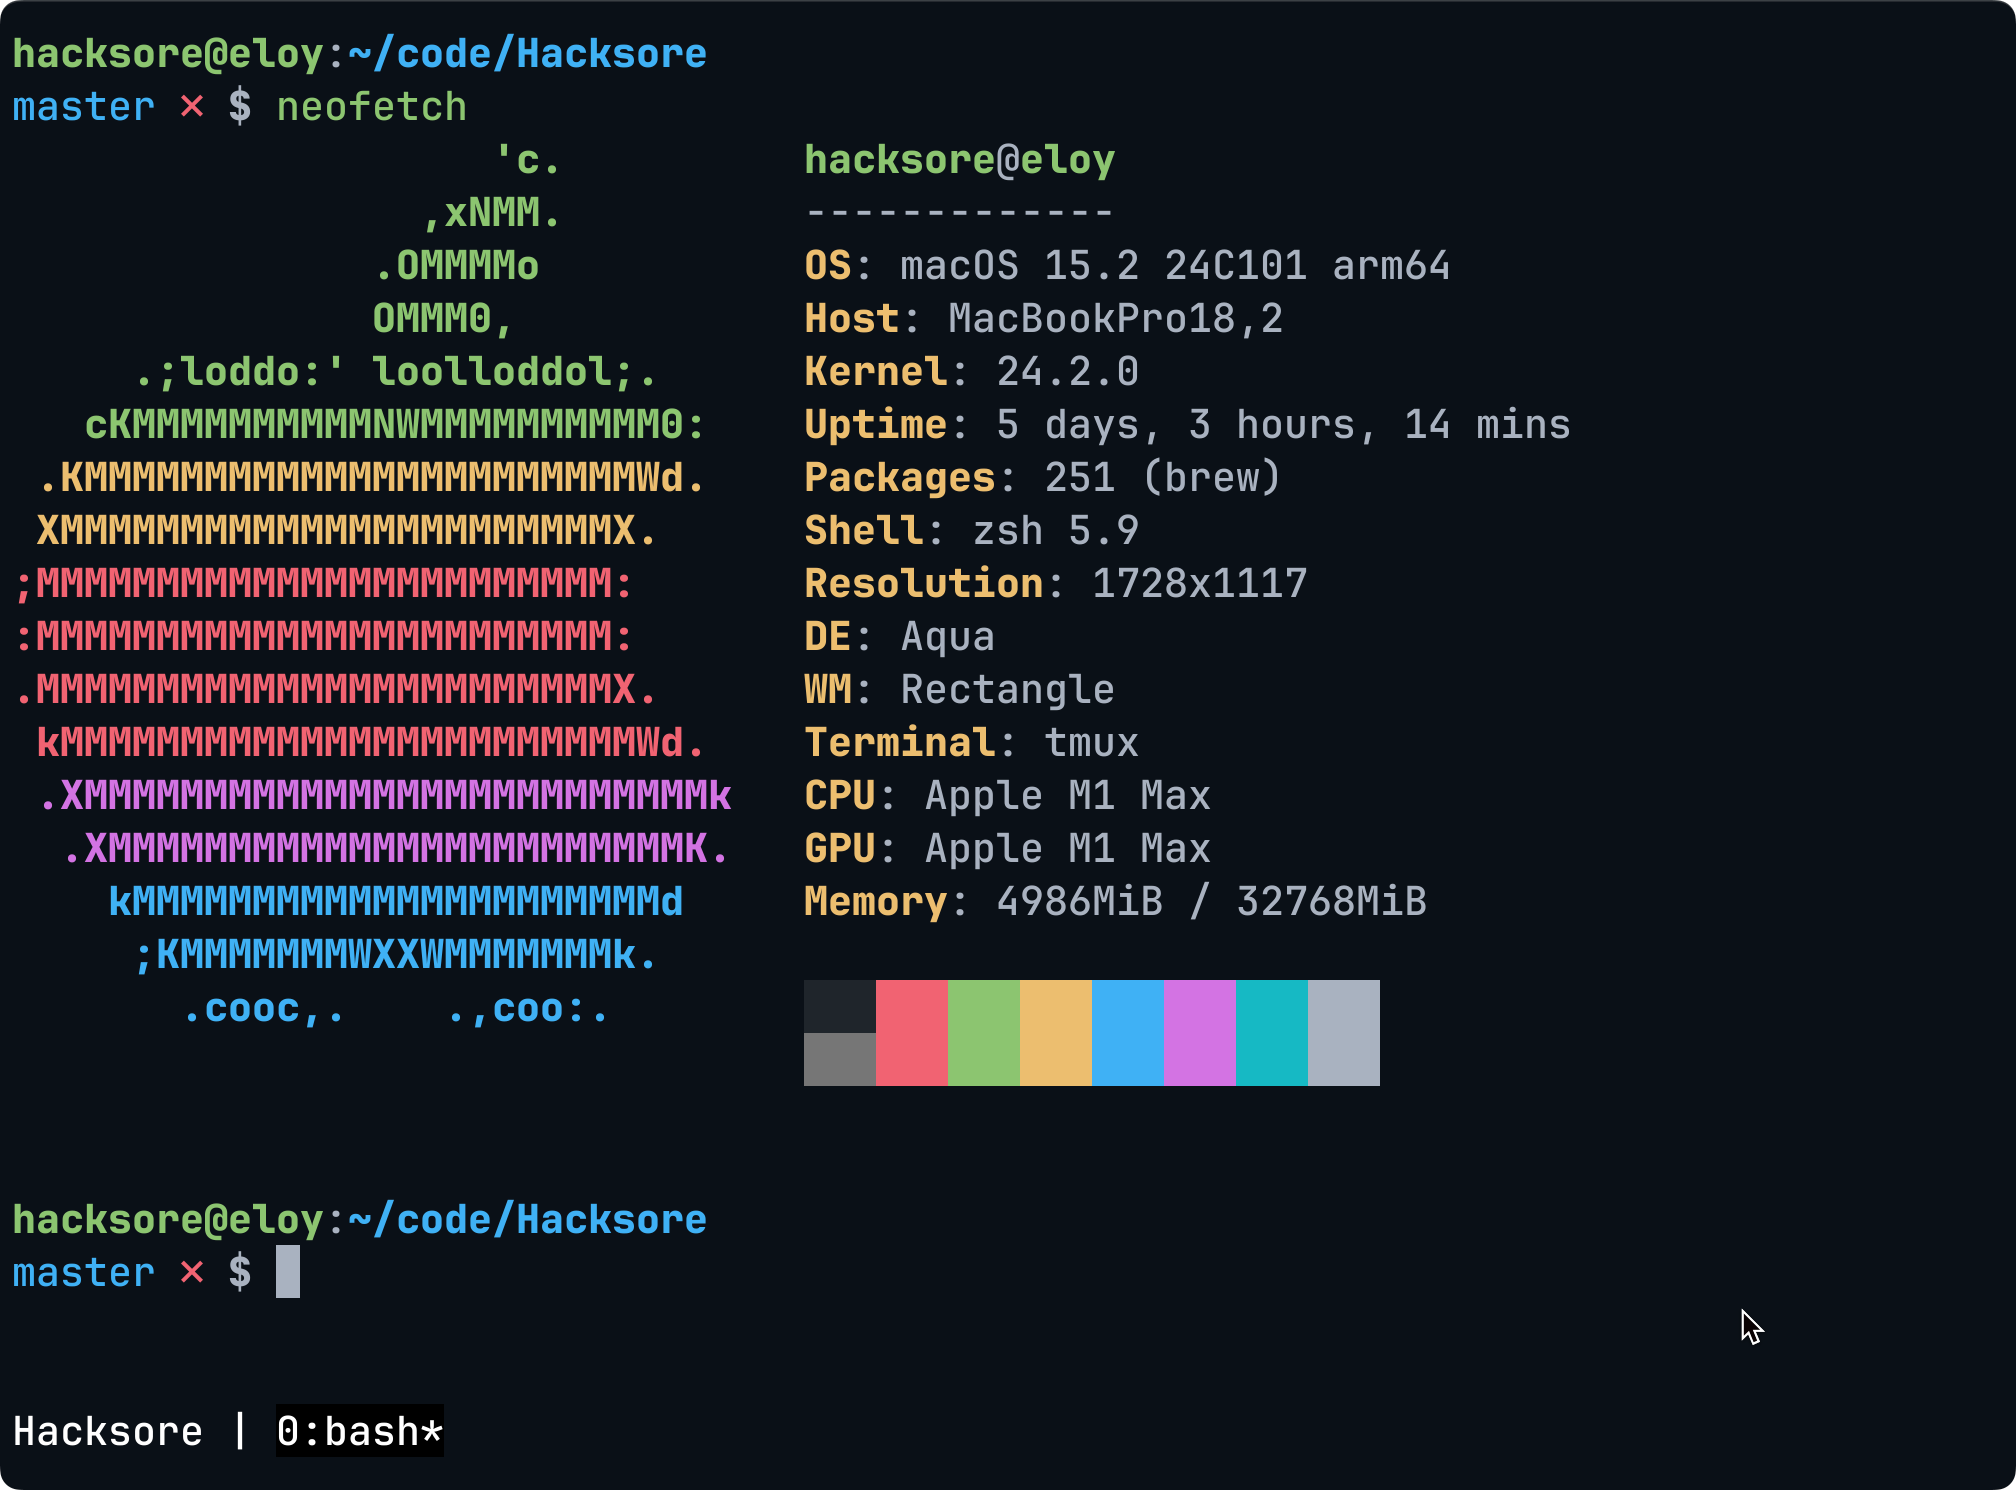 hacksore@eloy:~/code/Hacksore
master × $ neofetch
                    'c.          hacksore@eloy
                 ,xNMM.          -------------
               .OMMMMo           OS: macOS 15.2 24C101 arm64
               OMMM0,            Host: MacBookPro18,2
     .;loddo:' loolloddol;.      Kernel: 24.2.0
   cKMMMMMMMMMMNWMMMMMMMMMM0:    Uptime: 5 days, 3 hours, 14 mins
 .KMMMMMMMMMMMMMMMMMMMMMMMWd.    Packages: 251 (brew)
 XMMMMMMMMMMMMMMMMMMMMMMMX.      Shell: zsh 5.9
;MMMMMMMMMMMMMMMMMMMMMMMM:       Resolution: 1728x1117
:MMMMMMMMMMMMMMMMMMMMMMMM:       DE: Aqua
.MMMMMMMMMMMMMMMMMMMMMMMMX.      WM: Rectangle
 kMMMMMMMMMMMMMMMMMMMMMMMMWd.    Terminal: tmux
 .XMMMMMMMMMMMMMMMMMMMMMMMMMMk   CPU: Apple M1 Max
  .XMMMMMMMMMMMMMMMMMMMMMMMMK.   GPU: Apple M1 Max
    kMMMMMMMMMMMMMMMMMMMMMMd     Memory: 4986MiB / 32768MiB
     ;KMMMMMMMWXXWMMMMMMMk.
       .cooc,.    .,coo:.
hacksore@eloy:~/code/Hacksore
master × $
Hacksore | 0:bash*